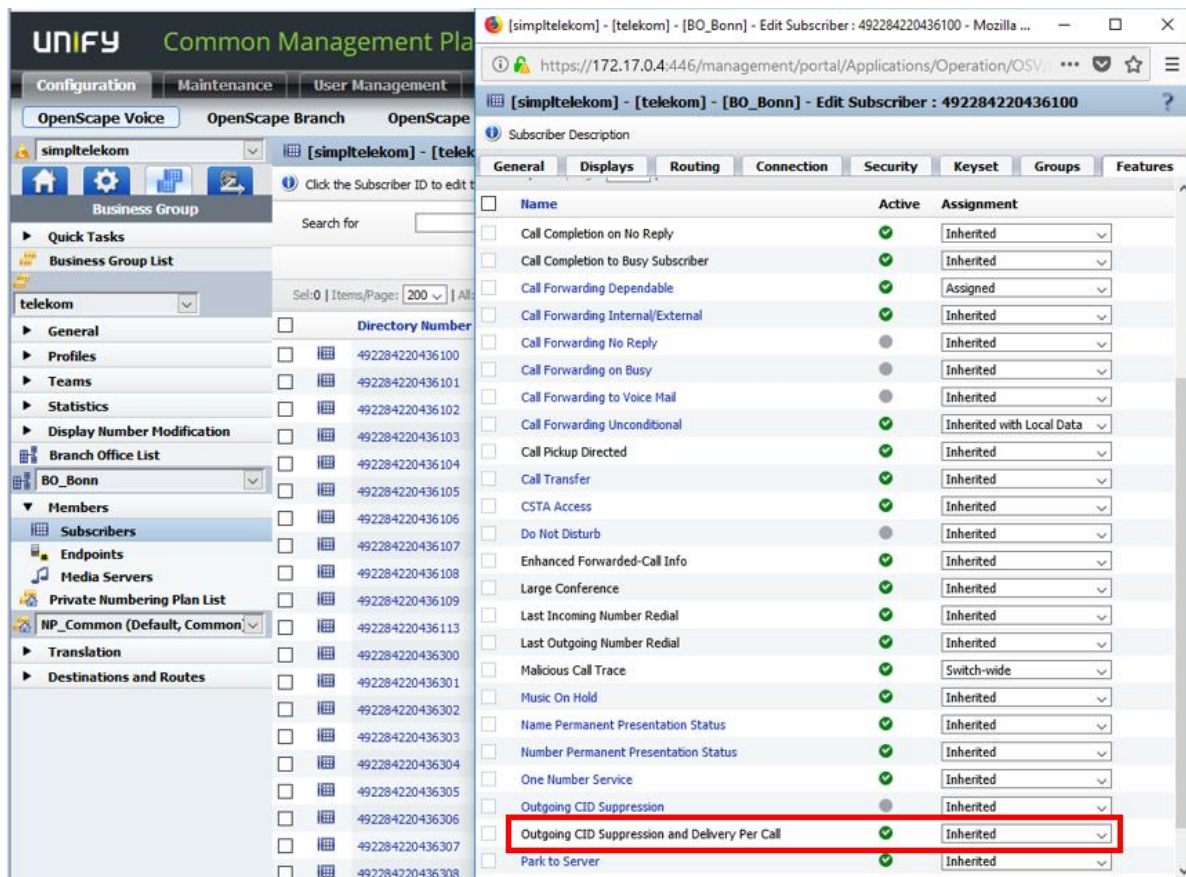 UNIFY Common Management Pla
Configuration Maintenance User Management
OpenScape Voice OpenScape Branch OpenScape
simpltelekom
Business Group
Quick Tasks
Business Group List
telekom
General
Profiles
Teams
Statistics
Display Number Modification
Branch Office List
BO_Bonn
Members
Subscribers
Endpoints
Media Servers
Private Numbering Plan List
NP_Common (Default, Common)
Translation
Destinations and Routes
[simpltelekom] - [telek
Click the Subscriber ID to edit t
Search for
Sel:0 | Items/Page: 200 | All:
Directory Number
492284220436100
492284220436101
492284220436102
492284220436103
492284220436104
492284220436105
492284220436106
492284220436107
492284220436108
492284220436109
492284220436113
492284220436300
492284220436301
492284220436302
492284220436303
492284220436304
492284220436305
492284220436306
492284220436307
492284220436308
[simpltelekom] - [telekom] - [BO_Bonn] - Edit Subscriber : 492284220436100 - Mozilla ...
https://172.17.0.4:446/management/portal/Applications/Operation/OSV/
[simpltelekom] - [telekom] - [BO_Bonn] - Edit Subscriber : 492284220436100 ?
Subscriber Description
General Displays Routing Connection Security Keyset Groups Features
Name Active Assignment
Call Completion on No Reply Inherited
Call Completion to Busy Subscriber Inherited
Call Forwarding Dependable Assigned
Call Forwarding Internal/External Inherited
Call Forwarding No Reply Inherited
Call Forwarding on Busy Inherited
Call Forwarding to Voice Mail Inherited
Call Forwarding Unconditional Inherited with Local Data
Call Pickup Directed Inherited
Call Transfer Inherited
CSTA Access Inherited
Do Not Disturb Inherited
Enhanced Forwarded-Call Info Inherited
Large Conference Inherited
Last Incoming Number Redial Inherited
Last Outgoing Number Redial Inherited
Malicious Call Trace Switch-wide
Music On Hold Inherited
Name Permanent Presentation Status Inherited
Number Permanent Presentation Status Inherited
One Number Service Inherited
Outgoing CID Suppression Inherited
Outgoing CID Suppression and Delivery Per Call Inherited
Park to Server Inherited